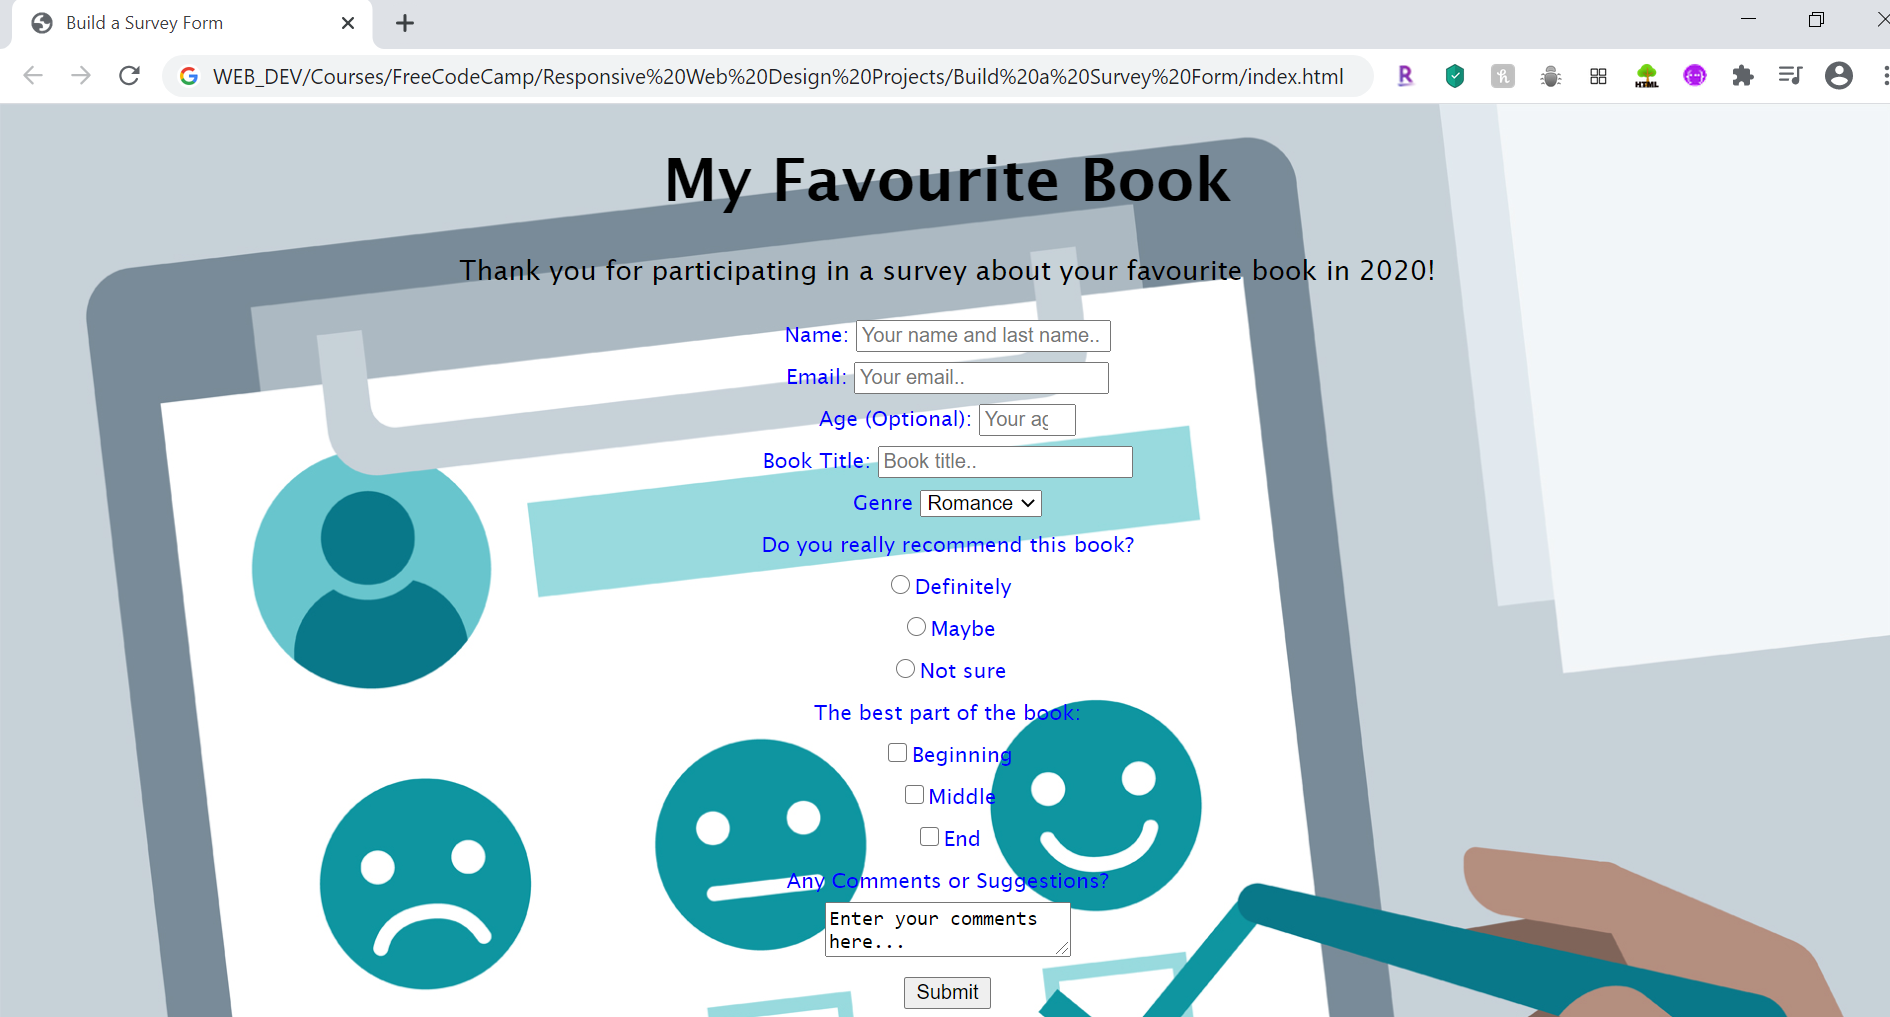 Build a Survey Form
WEB_DEV/Courses/FreeCodeCamp/Responsive%20Web%20Design%20Projects/Build%20a%20Survey%20Form/index.html
R
h
HTML
My Favourite Book
Thank you for participating in a survey about your favourite book in 2020!
Name: Your name and last name..
Email: Your email..
Age (Optional): Your ag
Book Title: Book title..
Genre Romance
Do you really recommend this book?
Definitely
Maybe
Not sure
The best part of the book:
Beginning
Middle
End
Any Comments or Suggestions?
Enter your comments
here...
Submit